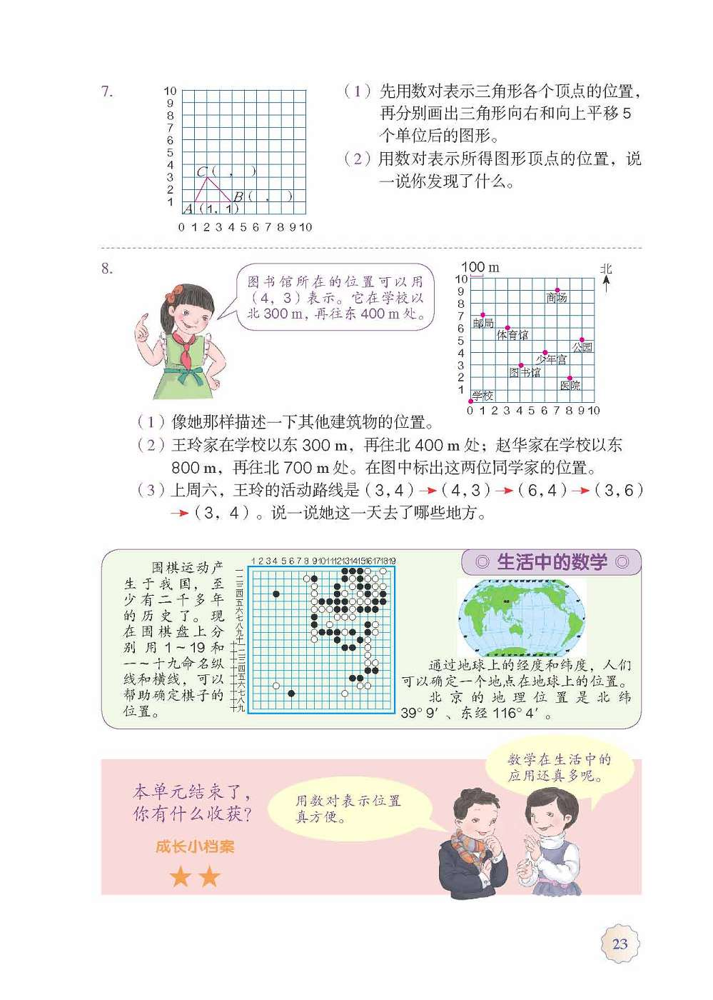 7.
10
9
8
7
6
5
4
3
2
1
C( , )
B( , )
A(1, 1)
0 1 2 3 4 5 6 7 8 9 10
（1）先用数对表示三角形各个顶点的位置，
再分别画出三角形向右和向上平移 5
个单位后的图形。
（2）用数对表示所得图形顶点的位置，说
一说你发现了什么。
8.
图书馆所在的位置可以用
（4, 3）表示。它在学校以
北300 m, 再往东400 m处。
100 m
北
10
9
8
7
6
5
4
3
2
1
商场
邮局
体育馆
公园
少年宫
图书馆
医院
学校
0 1 2 3 4 5 6 7 8 9 10
（1）像她那样描述一下其他建筑物的位置。
（2）王玲家在学校以东 300 m，再往北 400 m 处；赵华家在学校以东
800 m，再往北 700 m 处。在图中标出这两位同学家的位置。
（3）上周六，王玲的活动路线是（3, 4）→（4, 3）→（6, 4）→（3, 6）
→（3, 4）。说一说她这一天去了哪些地方。
◎ 生活中的数学 ◎
围棋运动产
生于我国，至
少有二千多年
的历史了。现
在围棋盘上分
别用1～19和
一～十九命名纵
线和横线，可以
帮助确定棋子的
位置。
1 2 3 4 5 6 7 8 9 10 11 12 13 14 15 16 17 18 19
一
二
三
四
五
六
七
八
九
十
十一
十二
十三
十四
十五
十六
十七
十八
十九
通过地球上的经度和纬度，人们
可以确定一个地点在地球上的位置。
北京的地理位置是北纬
39° 9′、东经 116° 4′。
本单元结束了，
你有什么收获？
成长小档案
用数对表示位置
真方便。
数学在生活中的
应用还真多呢。
23